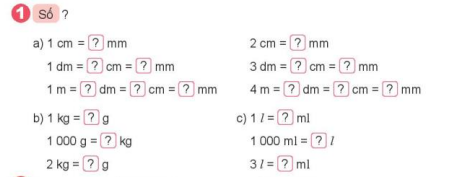 1 Số ?
a) 1 cm = ? mm
2 cm = ? mm
1 dm = ? cm = ? mm
3 dm = ? cm = ? mm
1 m = ? dm = ? cm = ? mm
4 m = ? dm = ? cm = ? mm
b) 1 kg = ? g
c) 1 l = ? ml
1 000 g = ? kg
1 000 ml = ? l
2 kg = ? g
3 l = ? ml